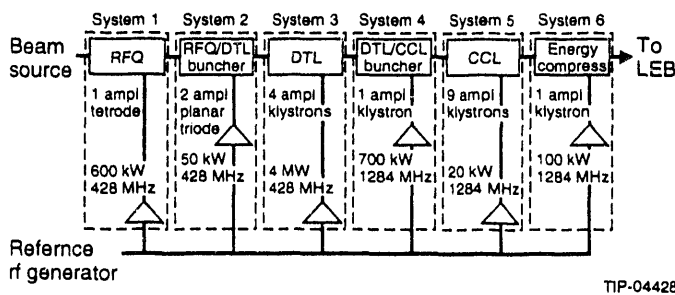 System 1 System 2 System 3 System 4 System 5 System 6
Beam source
RFQ
RFQ/DTL buncher
DTL
DTL/CCL buncher
CCL
Energy compress
To LEB
1 ampl tetrode
2 ampl planar triode
4 ampl klystrons
1 ampl klystron
9 ampl klystrons
1 ampl klystron
600 kW 428 MHz
50 kW 428 MHz
4 MW 428 MHz
700 kW 1284 MHz
20 kW 1284 MHz
100 kW 1284 MHz
Refernce rf generator
TIP-04428